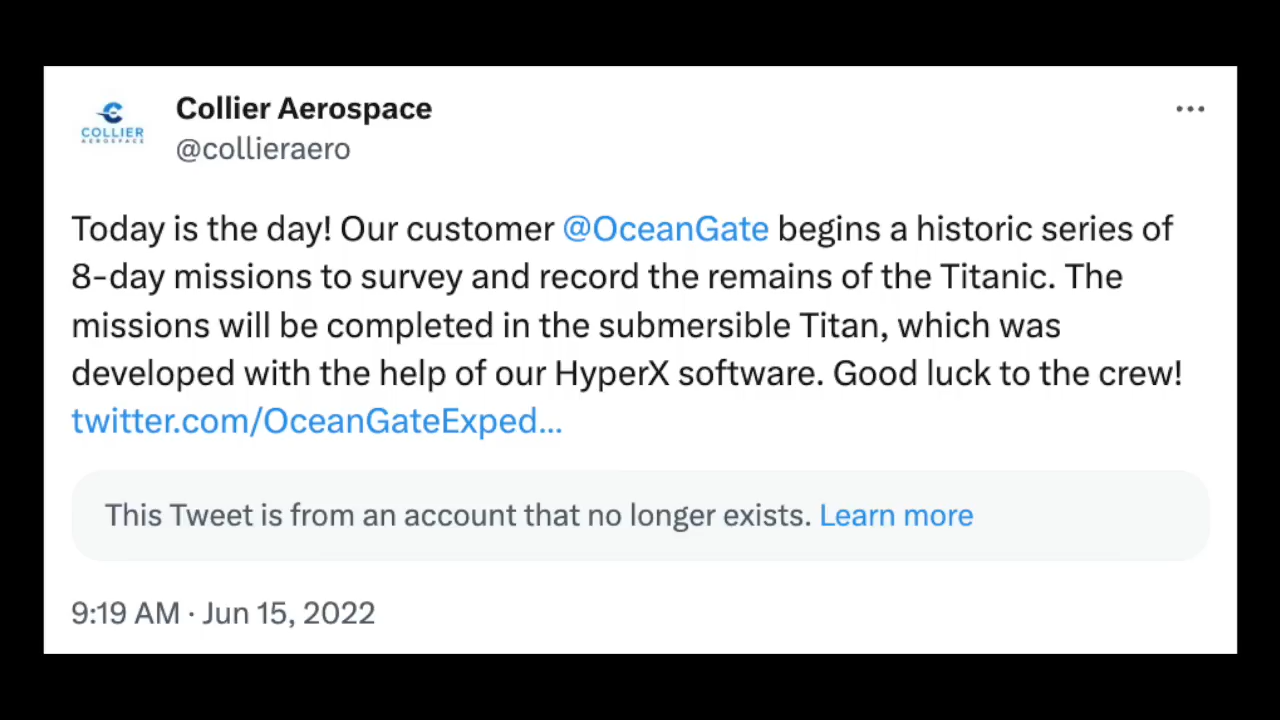 COLLIER
AEROSPACE
Collier Aerospace
@collieraero
Today is the day! Our customer @OceanGate begins a historic series of
8-day missions to survey and record the remains of the Titanic. The
missions will be completed in the submersible Titan, which was
developed with the help of our HyperX software. Good luck to the crew!
twitter.com/OceanGateExped...
This Tweet is from an account that no longer exists. Learn more
9:19 AM · Jun 15, 2022